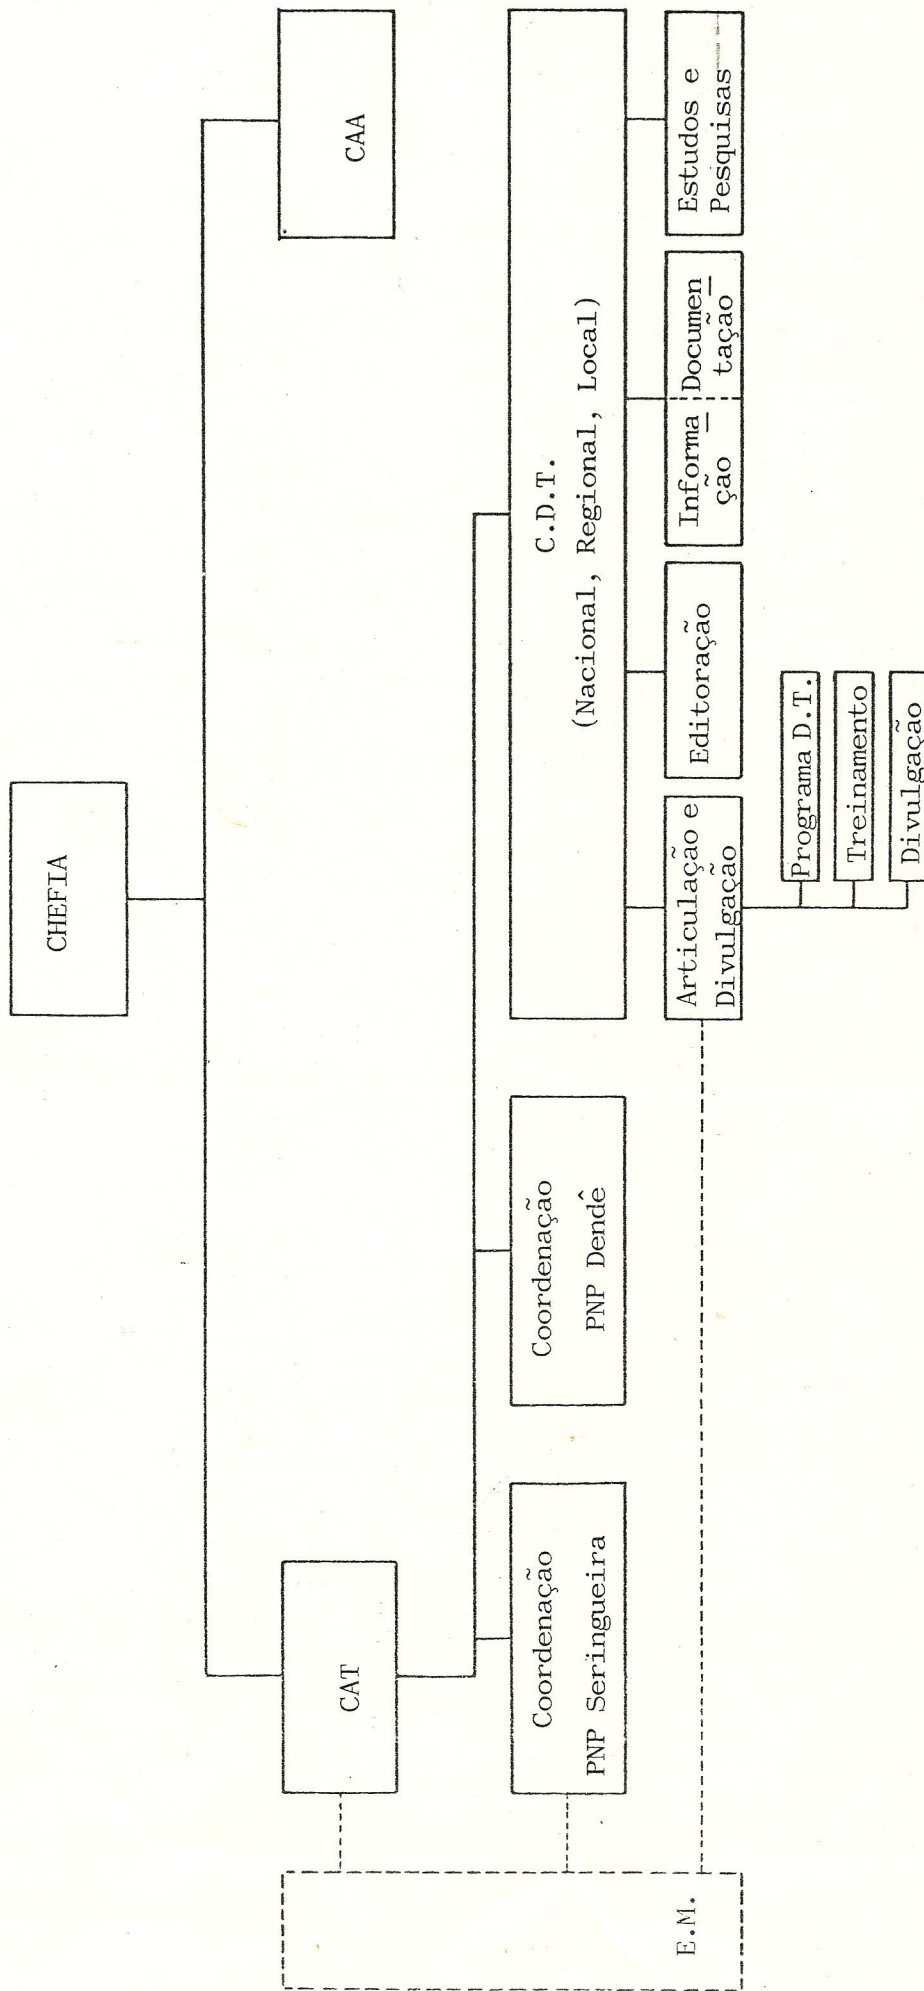 CHEFIA
CAT
CAA
E.M.
Coordenação
PNP Seringueira
Coordenação
PNP Dendê
C.D.T.
(Nacional, Regional, Local)
Articulação e
Divulgação
Editoração
Informa
ção
Documen
tação
Estudos e
Pesquisas
Programa D.T.
Treinamento
Divulgação